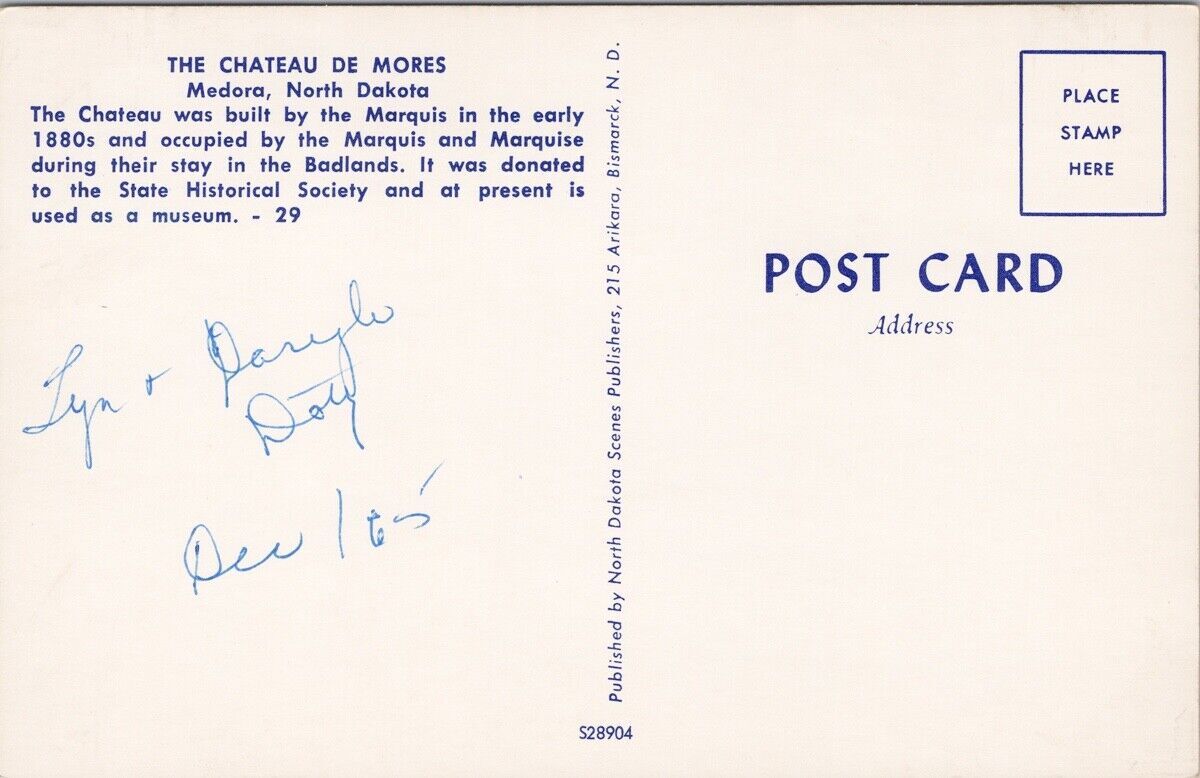 THE CHATEAU DE MORES
Medora, North Dakota
The Chateau was built by the Marquis in the early
1880s and occupied by the Marquis and Marquise
during their stay in the Badlands. It was donated
to the State Historical Society and at present is
used as a museum. - 29
Lyn +
Doty
Published by North Dakota Scenes Publishers, 215 Arikara, Bismarck, N. D.
S28904
PLACE
STAMP
HERE
POST CARD
Address